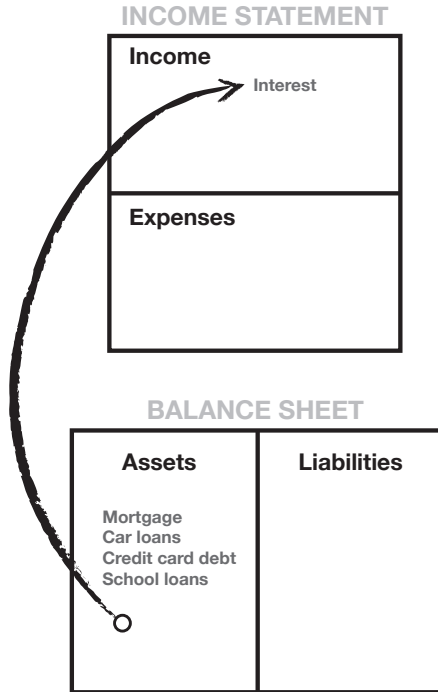 INCOME STATEMENT
Income
Interest
Expenses
BALANCE SHEET
Assets
Liabilities
Mortgage
Car loans
Credit card debt
School loans